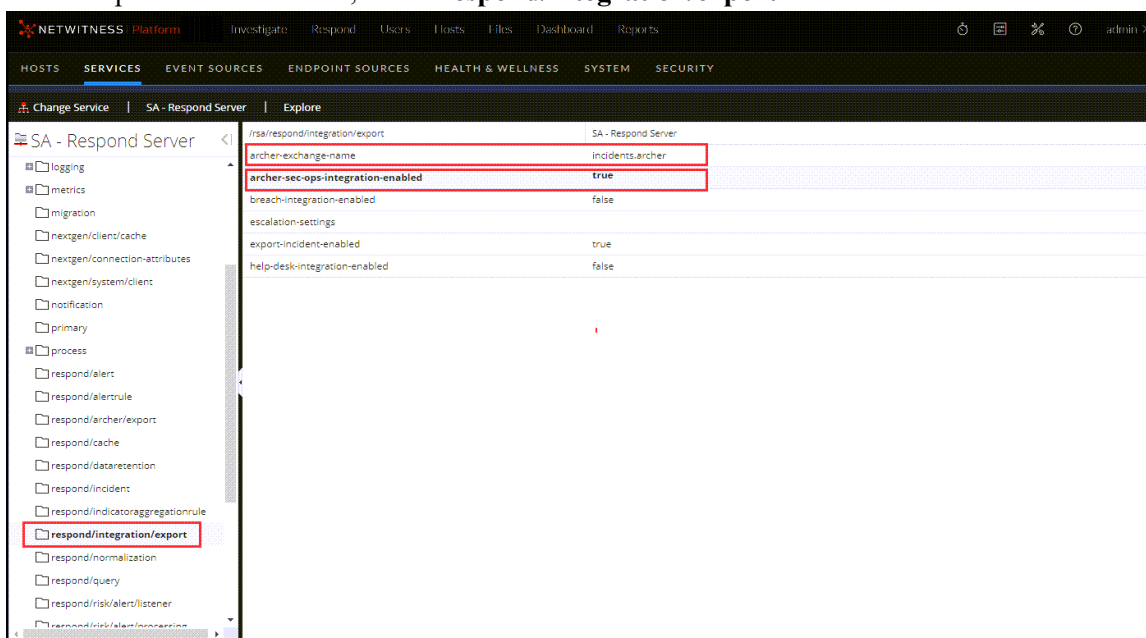 NETWITNESS Platform Investigate Respond Users Hosts Files Dashboard Reports admin
HOSTS SERVICES EVENT SOURCES ENDPOINT SOURCES HEALTH & WELLNESS SYSTEM SECURITY
Change Service | SA - Respond Server | Explore
SA - Respond Server
logging
metrics
migration
nextgen/client/cache
nextgen/connection-attributes
nextgen/system/client
notification
primary
process
respond/alert
respond/alertrule
respond/archer/export
respond/cache
respond/dataretention
respond/incident
respond/indicatoraggregationrule
respond/integration/export
respond/normalization
respond/query
respond/risk/alert/listener
respond/risk/alert/processing
/rsa/respond/integration/export SA - Respond Server
archer-exchange-name incidents.archer
archer-sec-ops-integration-enabled true
breach-integration-enabled false
escalation-settings
export-incident-enabled true
help-desk-integration-enabled false